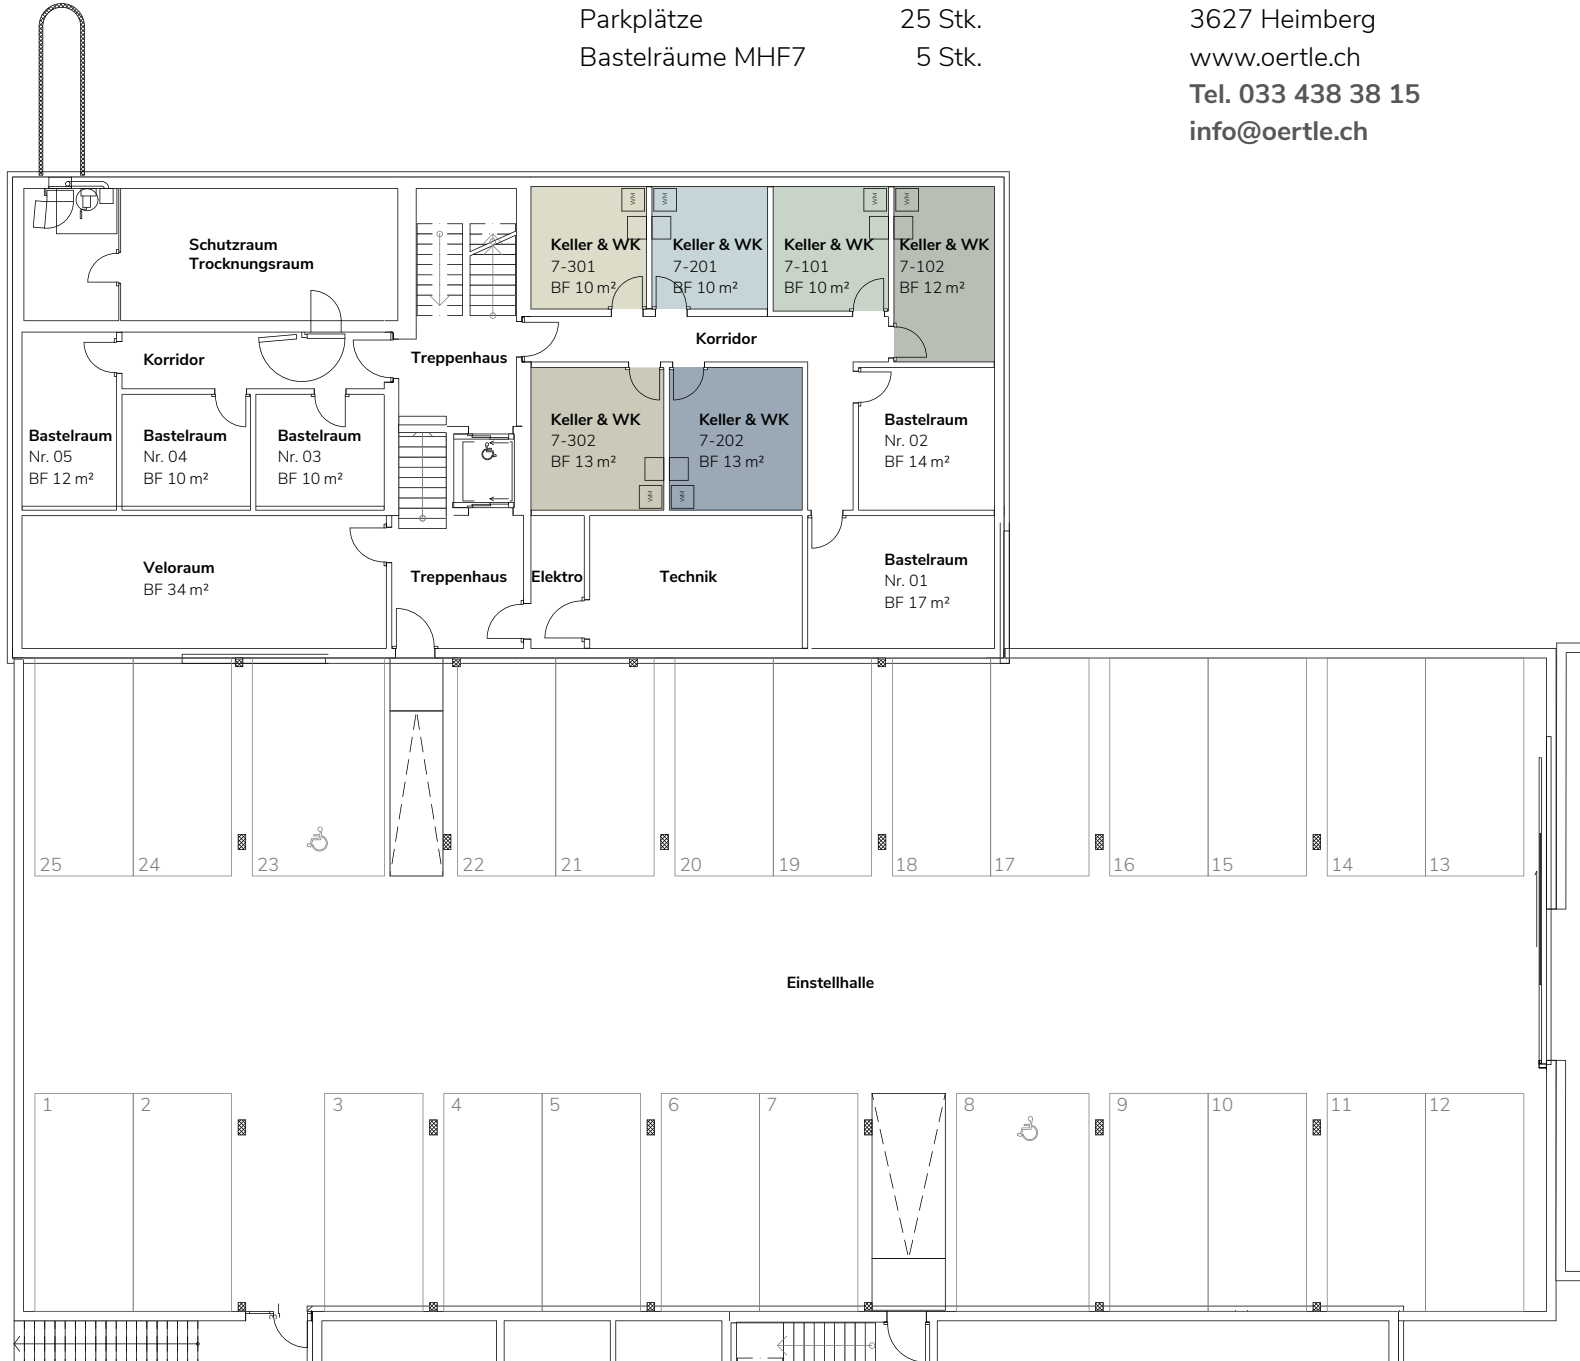 Parkplätze 25 Stk.
Bastelräume MHF7 5 Stk.
3627 Heimberg
www.oertle.ch
Tel. 033 438 38 15
info@oertle.ch
Schutzraum
Trocknungsraum
WM
Keller & WK
7-301
BF 10 m²
WM
Keller & WK
7-201
BF 10 m²
WM
Keller & WK
7-101
BF 10 m²
WM
Keller & WK
7-102
BF 12 m²
Korridor
Treppenhaus
Korridor
Bastelraum
Nr. 05
BF 12 m²
Bastelraum
Nr. 04
BF 10 m²
Bastelraum
Nr. 03
BF 10 m²
Keller & WK
7-302
BF 13 m²
WM
Keller & WK
7-202
BF 13 m²
WM
Bastelraum
Nr. 02
BF 14 m²
Veloraum
BF 34 m²
Treppenhaus
Elektro
Technik
Bastelraum
Nr. 01
BF 17 m²
25 24 23 22 21 20 19 18 17 16 15 14 13
Einstellhalle
1 2 3 4 5 6 7 8 9 10 11 12